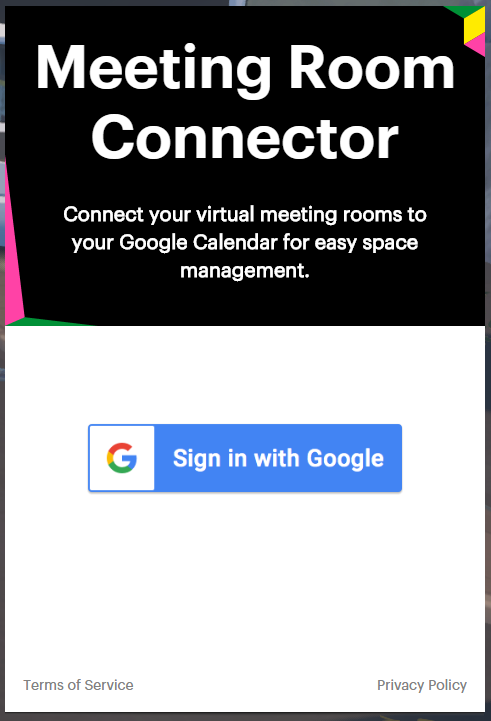 Meeting Room
Connector
Connect your virtual meeting rooms to
your Google Calendar for easy space
management.
Sign in with Google
Terms of Service
Privacy Policy